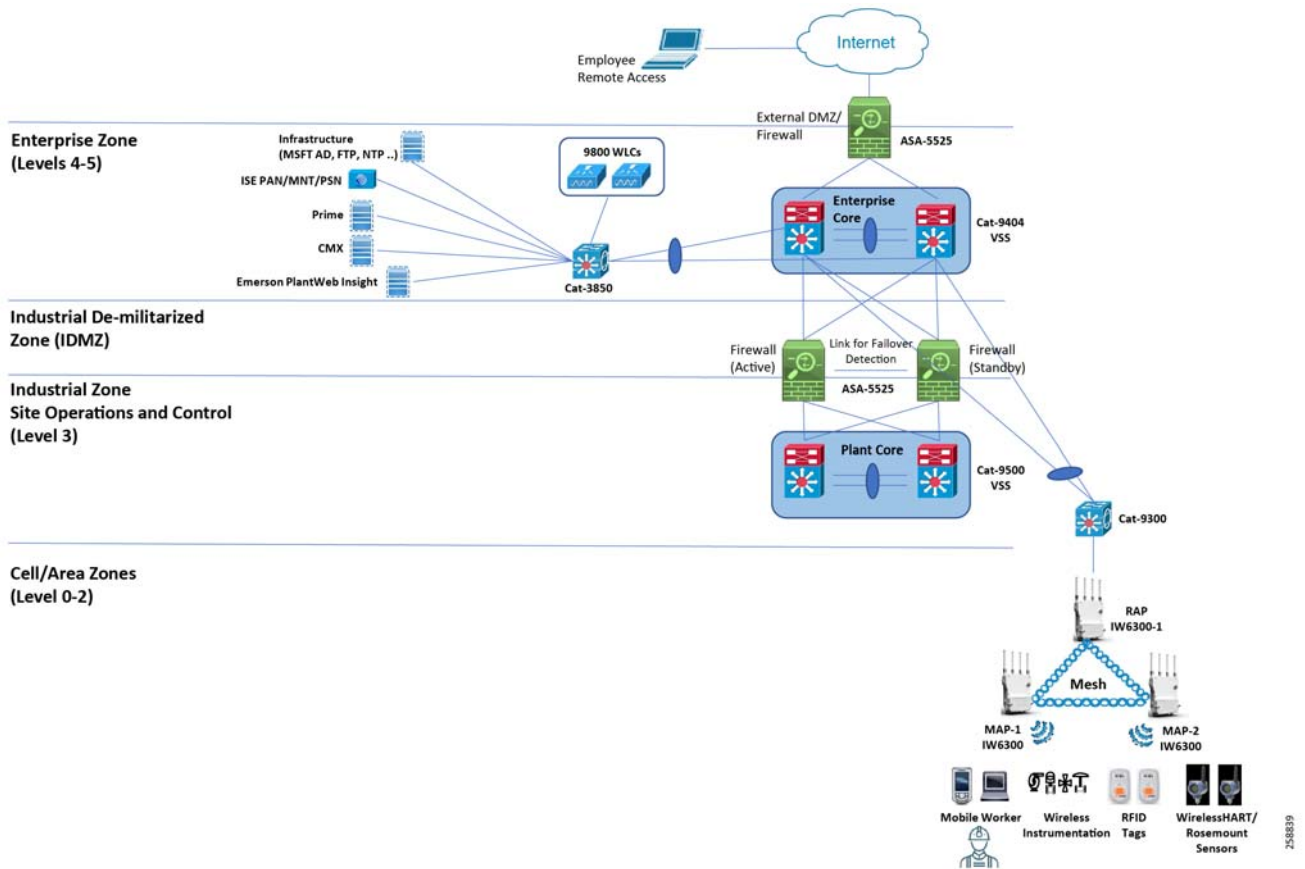 Internet
Employee
Remote Access
External DMZ/
Firewall
ASA-5525
Enterprise Zone
(Levels 4-5)
Infrastructure
(MSFT AD, FTP, NTP ..)
ISE PAN/MNT/PSN
Prime
CMX
Emerson PlantWeb Insight
9800 WLCs
Cat-3850
Enterprise
Core
Cat-9404
VSS
Industrial De-militarized
Zone (IDMZ)
Firewall
(Active)
Link for Failover
Detection
Firewall
(Standby)
ASA-5525
Industrial Zone
Site Operations and Control
(Level 3)
Plant Core
Cat-9500
VSS
Cat-9300
Cell/Area Zones
(Level 0-2)
RAP
IW6300-1
Mesh
MAP-1
IW6300
MAP-2
IW6300
Mobile Worker
Wireless
Instrumentation
RFID
Tags
WirelessHART/
Rosemount
Sensors
258839